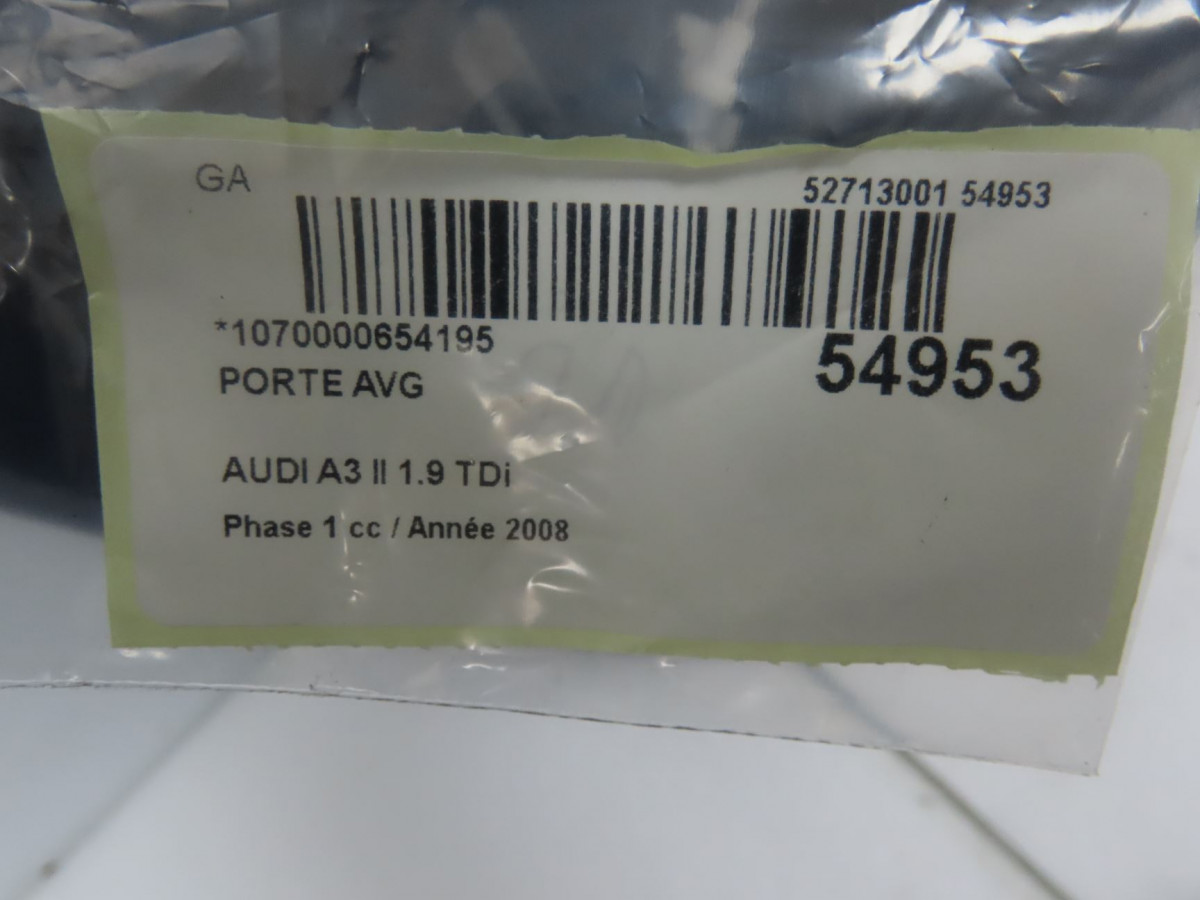 GA
52713001 54953
*1070000654195
54953
PORTE AVG
AUDI A3 II 1.9 TDi
Phase 1 cc / Année 2008